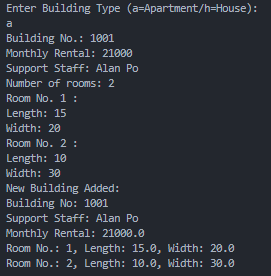 Enter Building Type (a=Apartment/h=House):
a
Building No.: 1001
Monthly Rental: 21000
Support Staff: Alan Po
Number of rooms: 2
Room No. 1 :
Length: 15
Width: 20
Room No. 2 :
Length: 10
Width: 30
New Building Added:
Building No: 1001
Support Staff: Alan Po
Monthly Rental: 21000.0
Room No.: 1, Length: 15.0, Width: 20.0
Room No.: 2, Length: 10.0, Width: 30.0